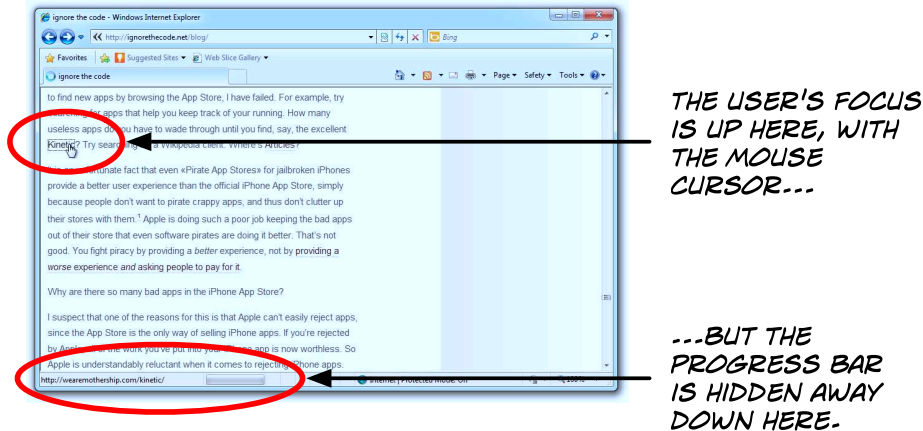 ignore the code - Windows Internet Explorer
http://ignorethecode.net/blog/
Bing
Favorites Suggested Sites Web Slice Gallery
ignore the code
Page Safety Tools
to find new apps by browsing the App Store, I have failed. For example, try
for apps that help you keep track of your running. How many
useless apps do you have to wade through until you find, say, the excellent
Kinetic? Try a Wikipedia client. Where's Articles?
fact that even «Pirate App Stores» for jailbroken iPhones
provide a better user experience than the official iPhone App Store, simply
because people don't want to pirate crappy apps, and thus don't clutter up
their stores with them.1 Apple is doing such a poor job keeping the bad apps
out of their store that even software pirates are doing it better. That's not
good. You fight piracy by providing a better experience, not by providing a
worse experience and asking people to pay for it.
Why are there so many bad apps in the iPhone App Store?
I suspect that one of the reasons for this is that Apple can't easily reject apps,
since the App Store is the only way of selling iPhone apps. If you're rejected
by the work you've put into your app is now worthless. So
Apple is understandably reluctant when it comes to rejecting iPhone apps.
http://wearemothership.com/kinetic/ Internet | Protected Mode: Off
THE USER'S FOCUS
IS UP HERE, WITH
THE MOUSE
CURSOR...
...BUT THE
PROGRESS BAR
IS HIDDEN AWAY
DOWN HERE.